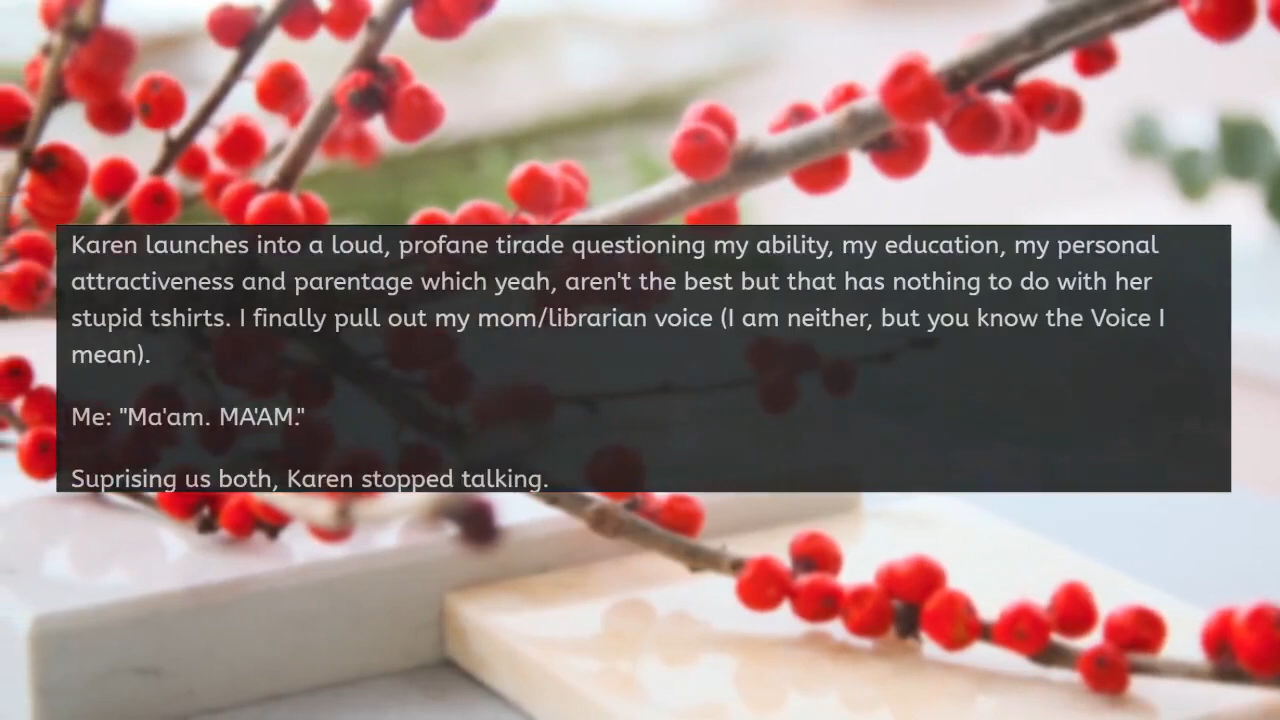 Karen launches into a loud, profane tirade questioning my ability, my education, my personal
attractiveness and parentage which yeah, aren't the best but that has nothing to do with her
stupid tshirts. I finally pull out my mom/librarian voice (I am neither, but you know the Voice I
mean).
Me: "Ma'am. MA'AM."
Suprising us both, Karen stopped talking.